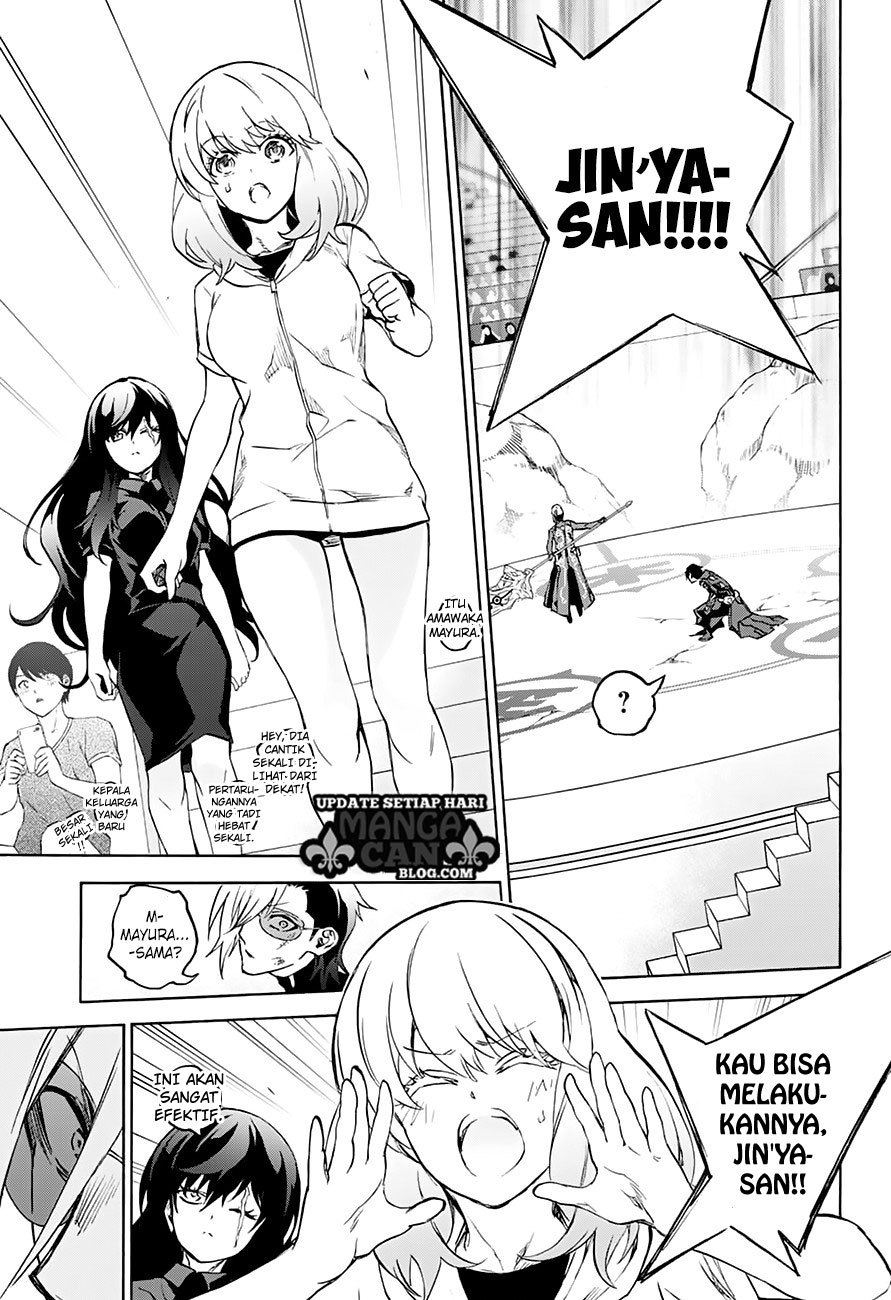 JIN'YA-
SAN!!!!
ITU
AMAWAKA
MAYURA.
?
HEY, DIA
CANTIK
SEKALI DI
LIHAT DARI
DEKAT!
PERTARU-
NGANNYA
YANG TADI
HEBAT
SEKALI.
KEPALA
KELUARGA
(YANG)
BARU
BESAR
SEKALI
!!
UPDATE SETIAP HARI
MANGA
CAN
BLOG.COM
M-
MAYURA...
-SAMA?
KAU BISA
MELAKU-
KANNYA,
JIN'YA-
SAN!!
INI AKAN
SANGAT
EFEKTIF.